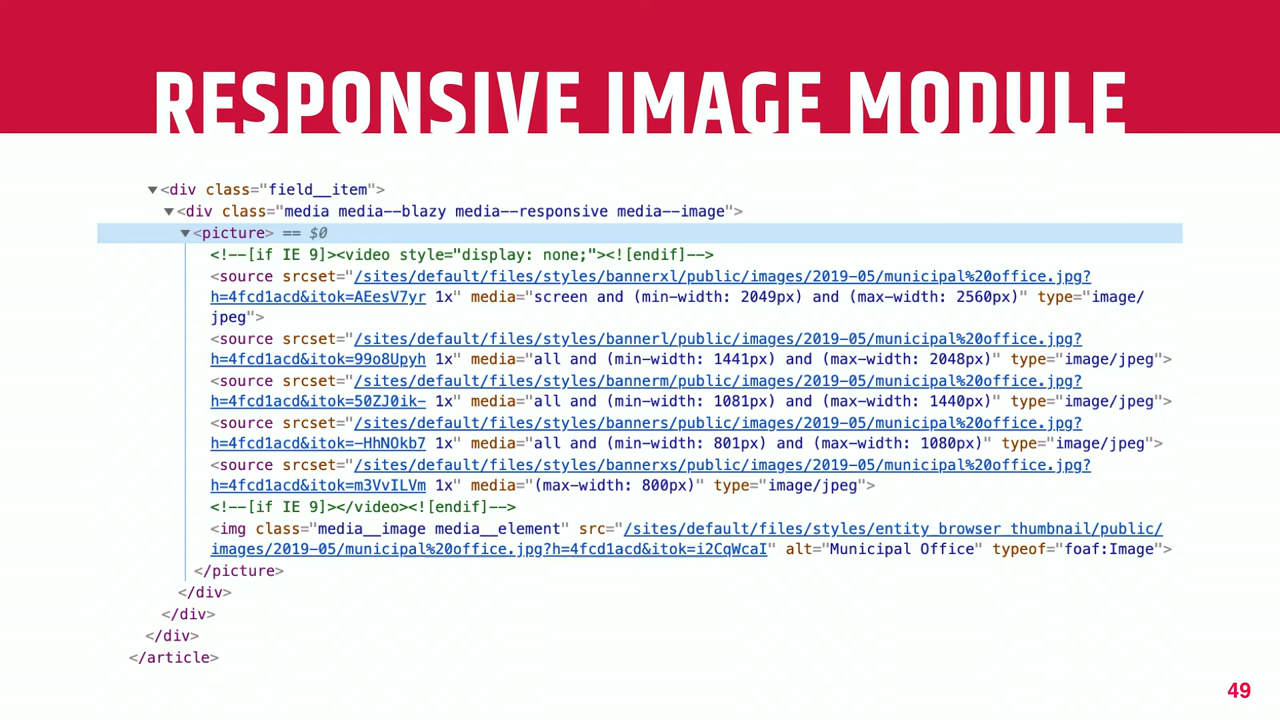 RESPONSIVE IMAGE MODULE
▼<div class="field__item">
▼<div class="media media--blazy media--responsive media--image">
▼<picture> == $0
<!--[if IE 9]><video style="display: none;"><![endif]-->
<source srcset="/sites/default/files/styles/bannerxl/public/images/2019-05/municipal%20office.jpg?
h=4fcd1acd&itok=AEesV7yr 1x" media="screen and (min-width: 2049px) and (max-width: 2560px)" type="image/
jpeg">
<source srcset="/sites/default/files/styles/bannerl/public/images/2019-05/municipal%20office.jpg?
h=4fcd1acd&itok=99o8Upyh 1x" media="all and (min-width: 1441px) and (max-width: 2048px)" type="image/jpeg">
<source srcset="/sites/default/files/styles/bannerm/public/images/2019-05/municipal%20office.jpg?
h=4fcd1acd&itok=50ZJ0ik- 1x" media="all and (min-width: 1081px) and (max-width: 1440px)" type="image/jpeg">
<source srcset="/sites/default/files/styles/banners/public/images/2019-05/municipal%20office.jpg?
h=4fcd1acd&itok=-HhNOkb7 1x" media="all and (min-width: 801px) and (max-width: 1080px)" type="image/jpeg">
<source srcset="/sites/default/files/styles/bannerxs/public/images/2019-05/municipal%20office.jpg?
h=4fcd1acd&itok=m3VvILVm 1x" media="(max-width: 800px)" type="image/jpeg">
<!--[if IE 9]></video><![endif]-->
<img class="media__image media__element" src="/sites/default/files/styles/entity_browser_thumbnail/public/
images/2019-05/municipal%20office.jpg?h=4fcd1acd&itok=i2CqWcaI" alt="Municipal Office" typeof="foaf:Image">
</picture>
</div>
</div>
</div>
</article>
49